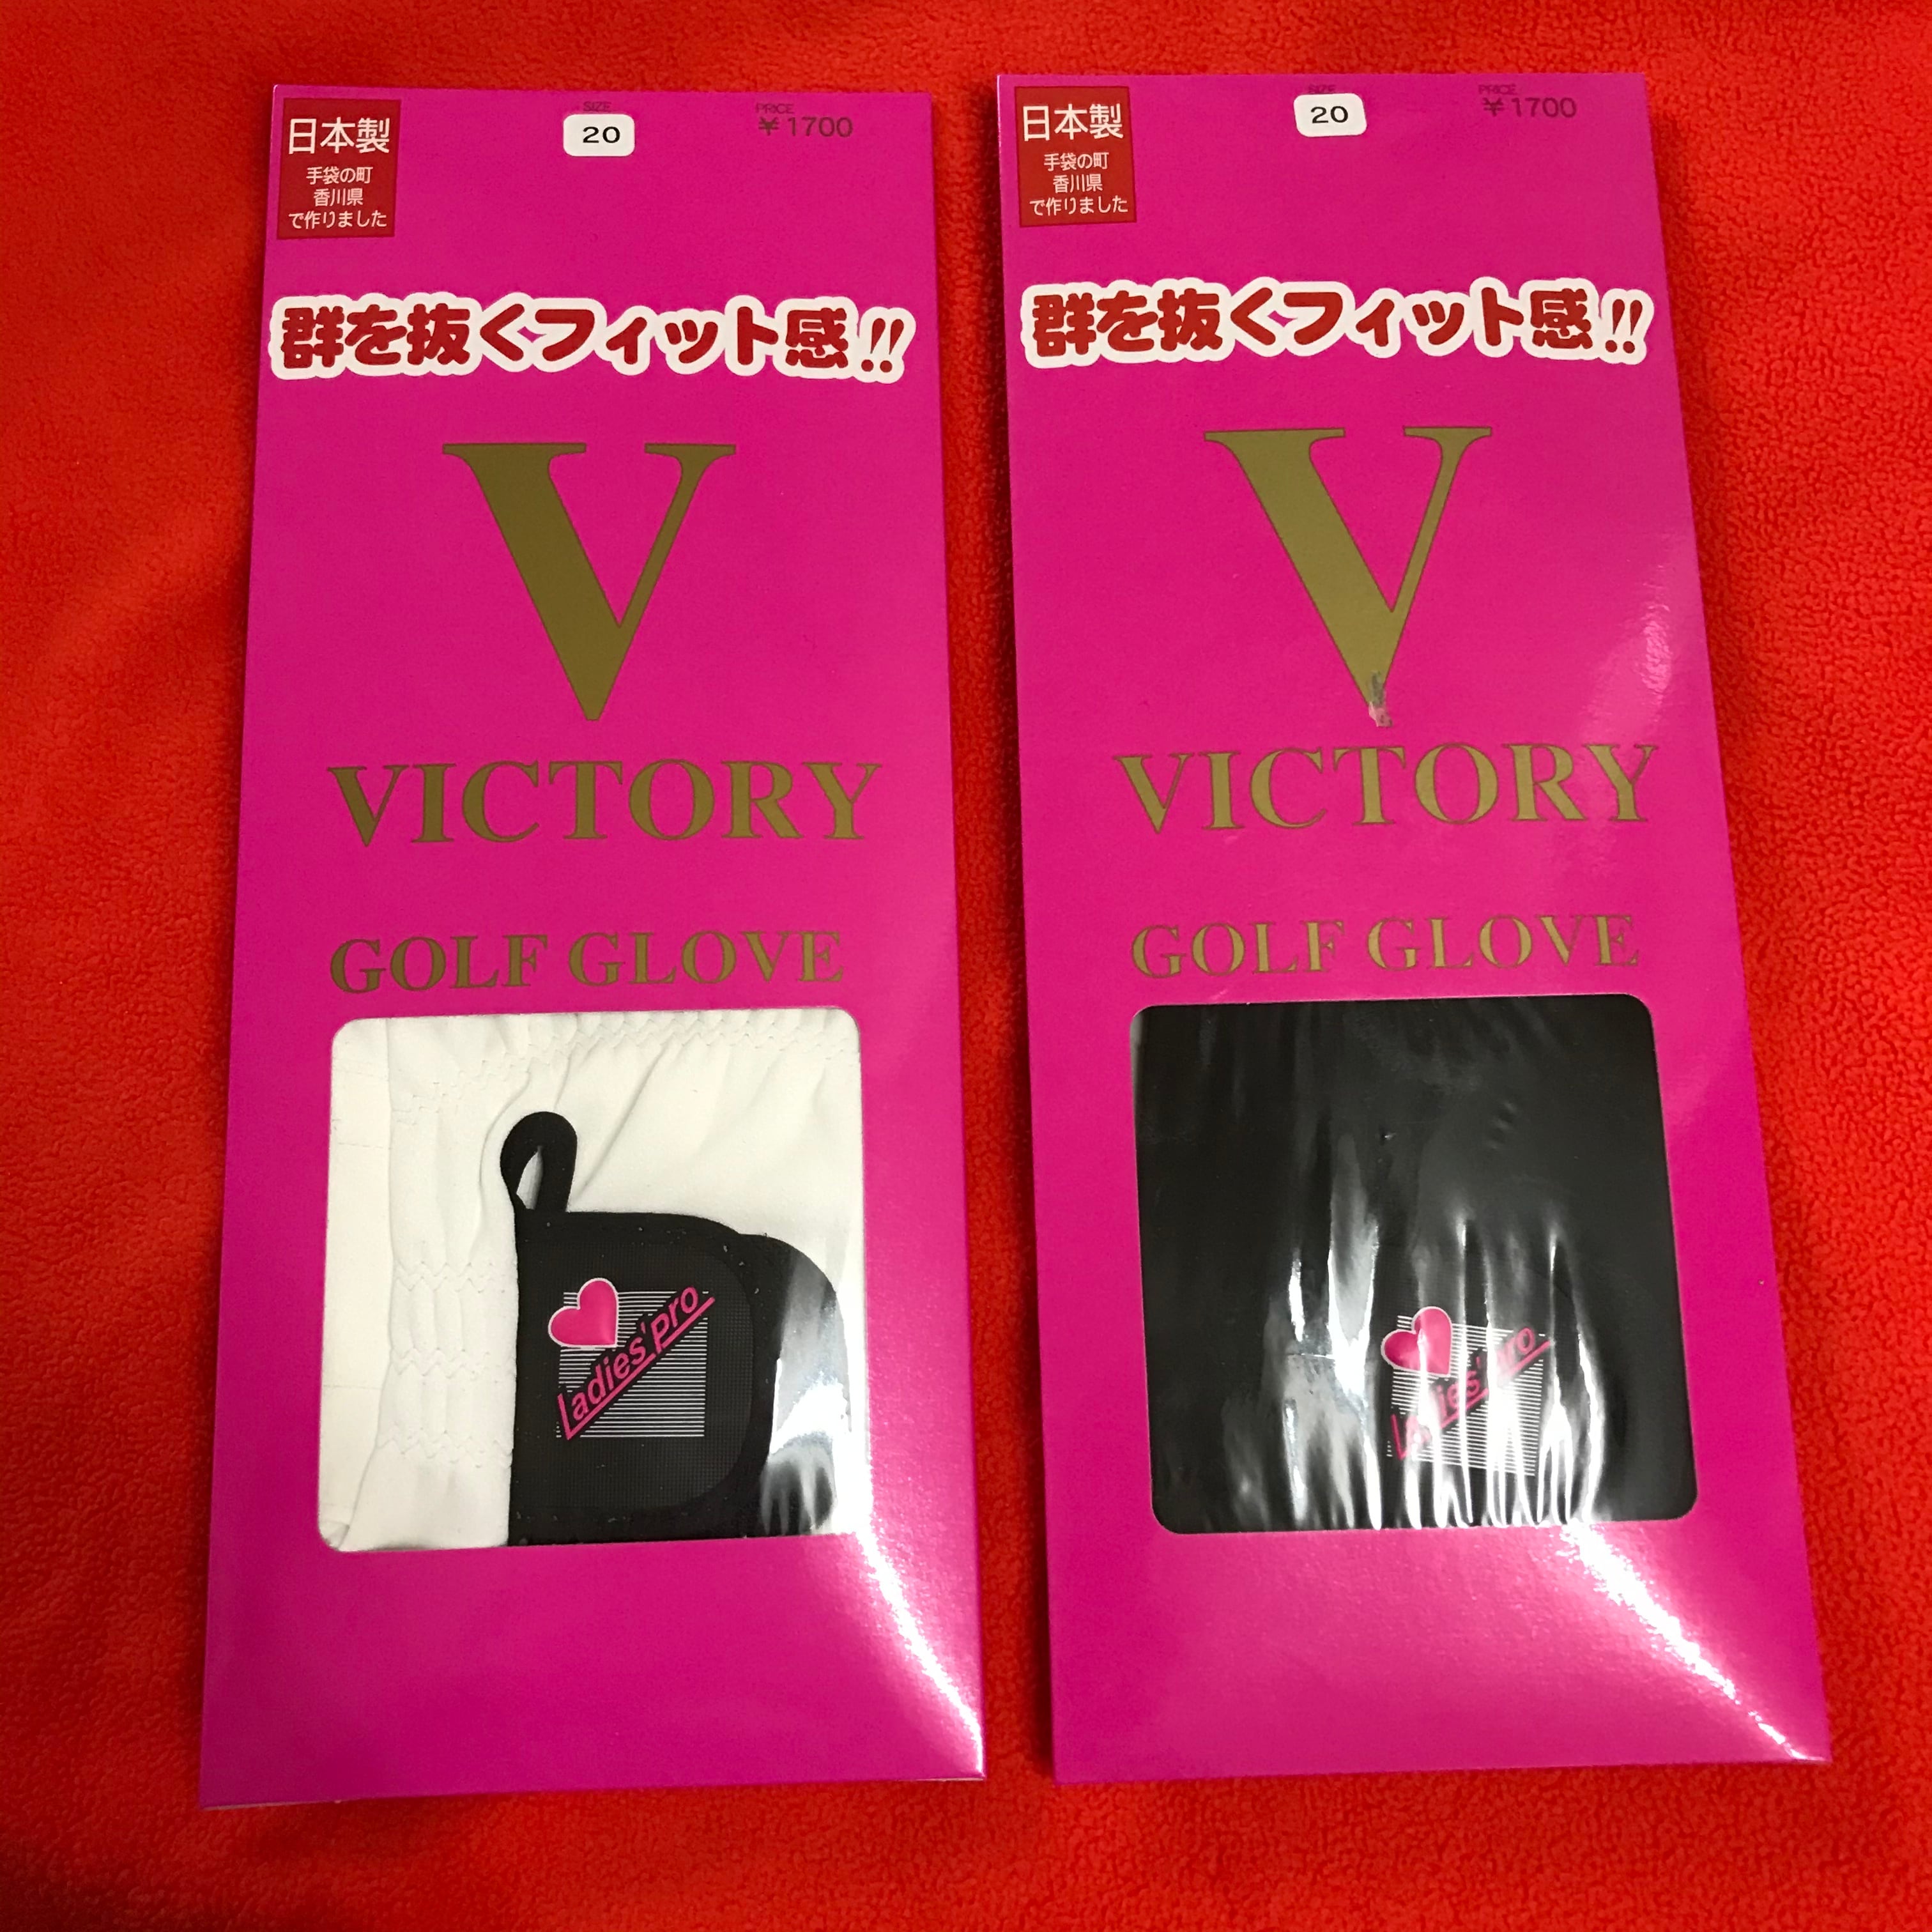 日本製
手袋の町
香川県
で作りました
SIZE
20
PRICE
¥1700
群を抜くフィット感!!
V
VICTORY
GOLF GLOVE
Ladies' pro
日本製
手袋の町
香川県
で作りました
SIZE
20
PRICE
¥1700
群を抜くフィット感!!
V
VICTORY
GOLF GLOVE
Ladies' pro